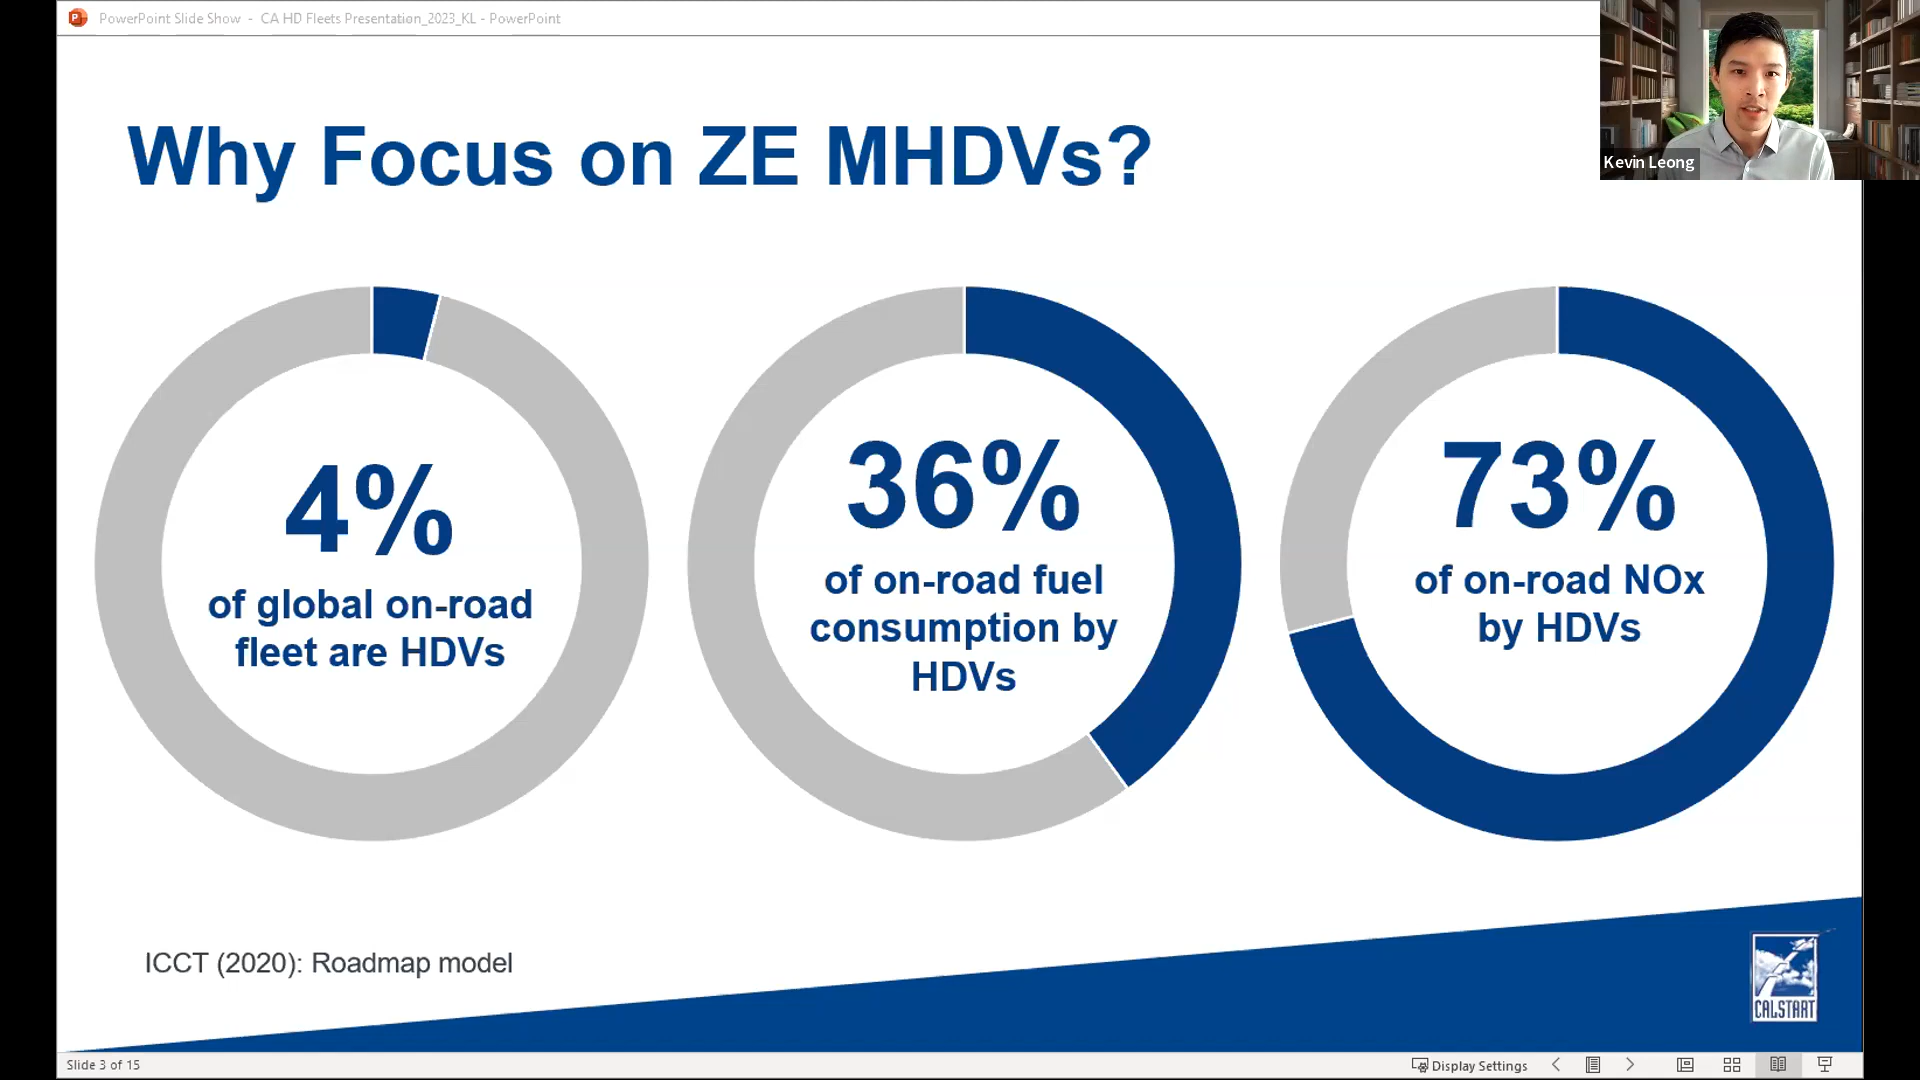 PowerPoint Slide Show - CA HD Fleets Presentation_2023_KL - PowerPoint
Kevin Leong
Why Focus on ZE MHDVs?
4%
of global on-road
fleet are HDVs
36%
of on-road fuel
consumption by
HDVs
73%
of on-road NOx
by HDVs
ICCT (2020): Roadmap model
CALSTART
Slide 3 of 15
Display Settings